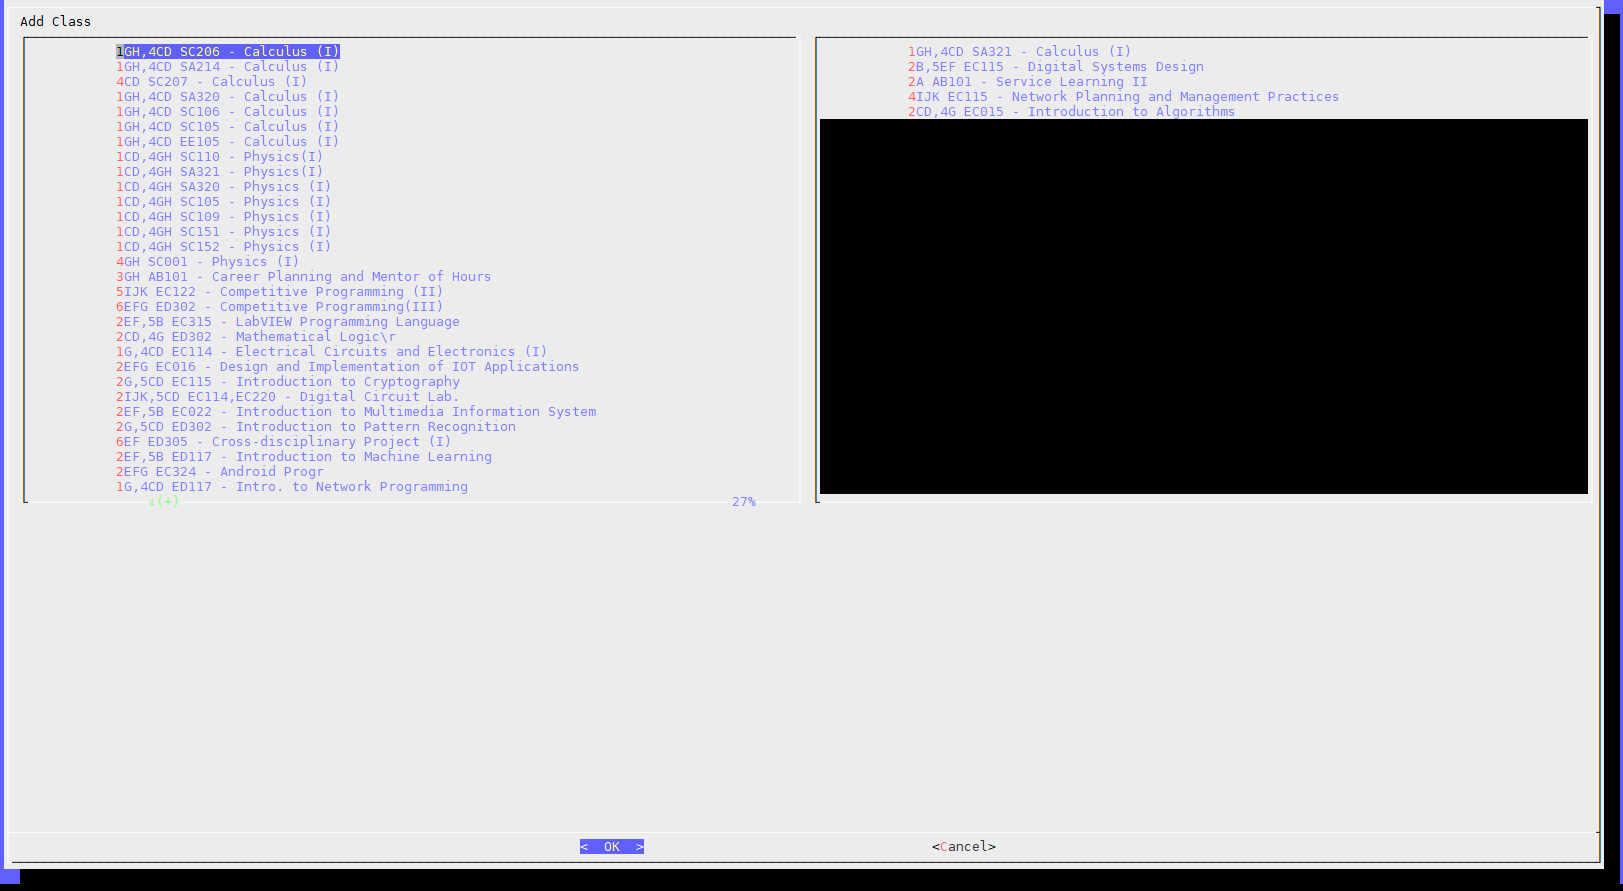 Add Class
1GH,4CD SC206 - Calculus (I)
1GH,4CD SA214 - Calculus (I)
4CD SC207 - Calculus (I)
1GH,4CD SA320 - Calculus (I)
1GH,4CD SC106 - Calculus (I)
1GH,4CD SC105 - Calculus (I)
1GH,4CD EE105 - Calculus (I)
1CD,4GH SC110 - Physics(I)
1CD,4GH SA321 - Physics(I)
1CD,4GH SA320 - Physics (I)
1CD,4GH SC105 - Physics (I)
1CD,4GH SC109 - Physics (I)
1CD,4GH SC151 - Physics (I)
1CD,4GH SC152 - Physics (I)
4GH SC001 - Physics (I)
3GH AB101 - Career Planning and Mentor of Hours
5IJK EC122 - Competitive Programming (II)
6EFG ED302 - Competitive Programming(III)
2EF,5B EC315 - LabVIEW Programming Language
2CD,4G ED302 - Mathematical Logic\r
1G,4CD EC114 - Electrical Circuits and Electronics (I)
2EFG EC016 - Design and Implementation of IOT Applications
2G,5CD EC115 - Introduction to Cryptography
2IJK,5CD EC114,EC220 - Digital Circuit Lab.
2EF,5B EC022 - Introduction to Multimedia Information System
2G,5CD ED302 - Introduction to Pattern Recognition
6EF ED305 - Cross-disciplinary Project (I)
2EF,5B ED117 - Introduction to Machine Learning
2EFG EC324 - Android Progr
1G,4CD ED117 - Intro. to Network Programming
↓(+) 27%
1GH,4CD SA321 - Calculus (I)
2B,5EF EC115 - Digital Systems Design
2A AB101 - Service Learning II
4IJK EC115 - Network Planning and Management Practices
2CD,4G EC015 - Introduction to Algorithms
< OK > <Cancel>